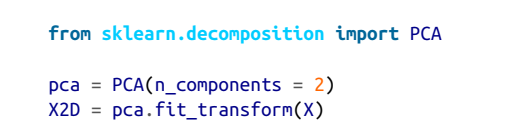 from sklearn.decomposition import PCA
pca = PCA(n_components = 2)
X2D = pca.fit_transform(X)